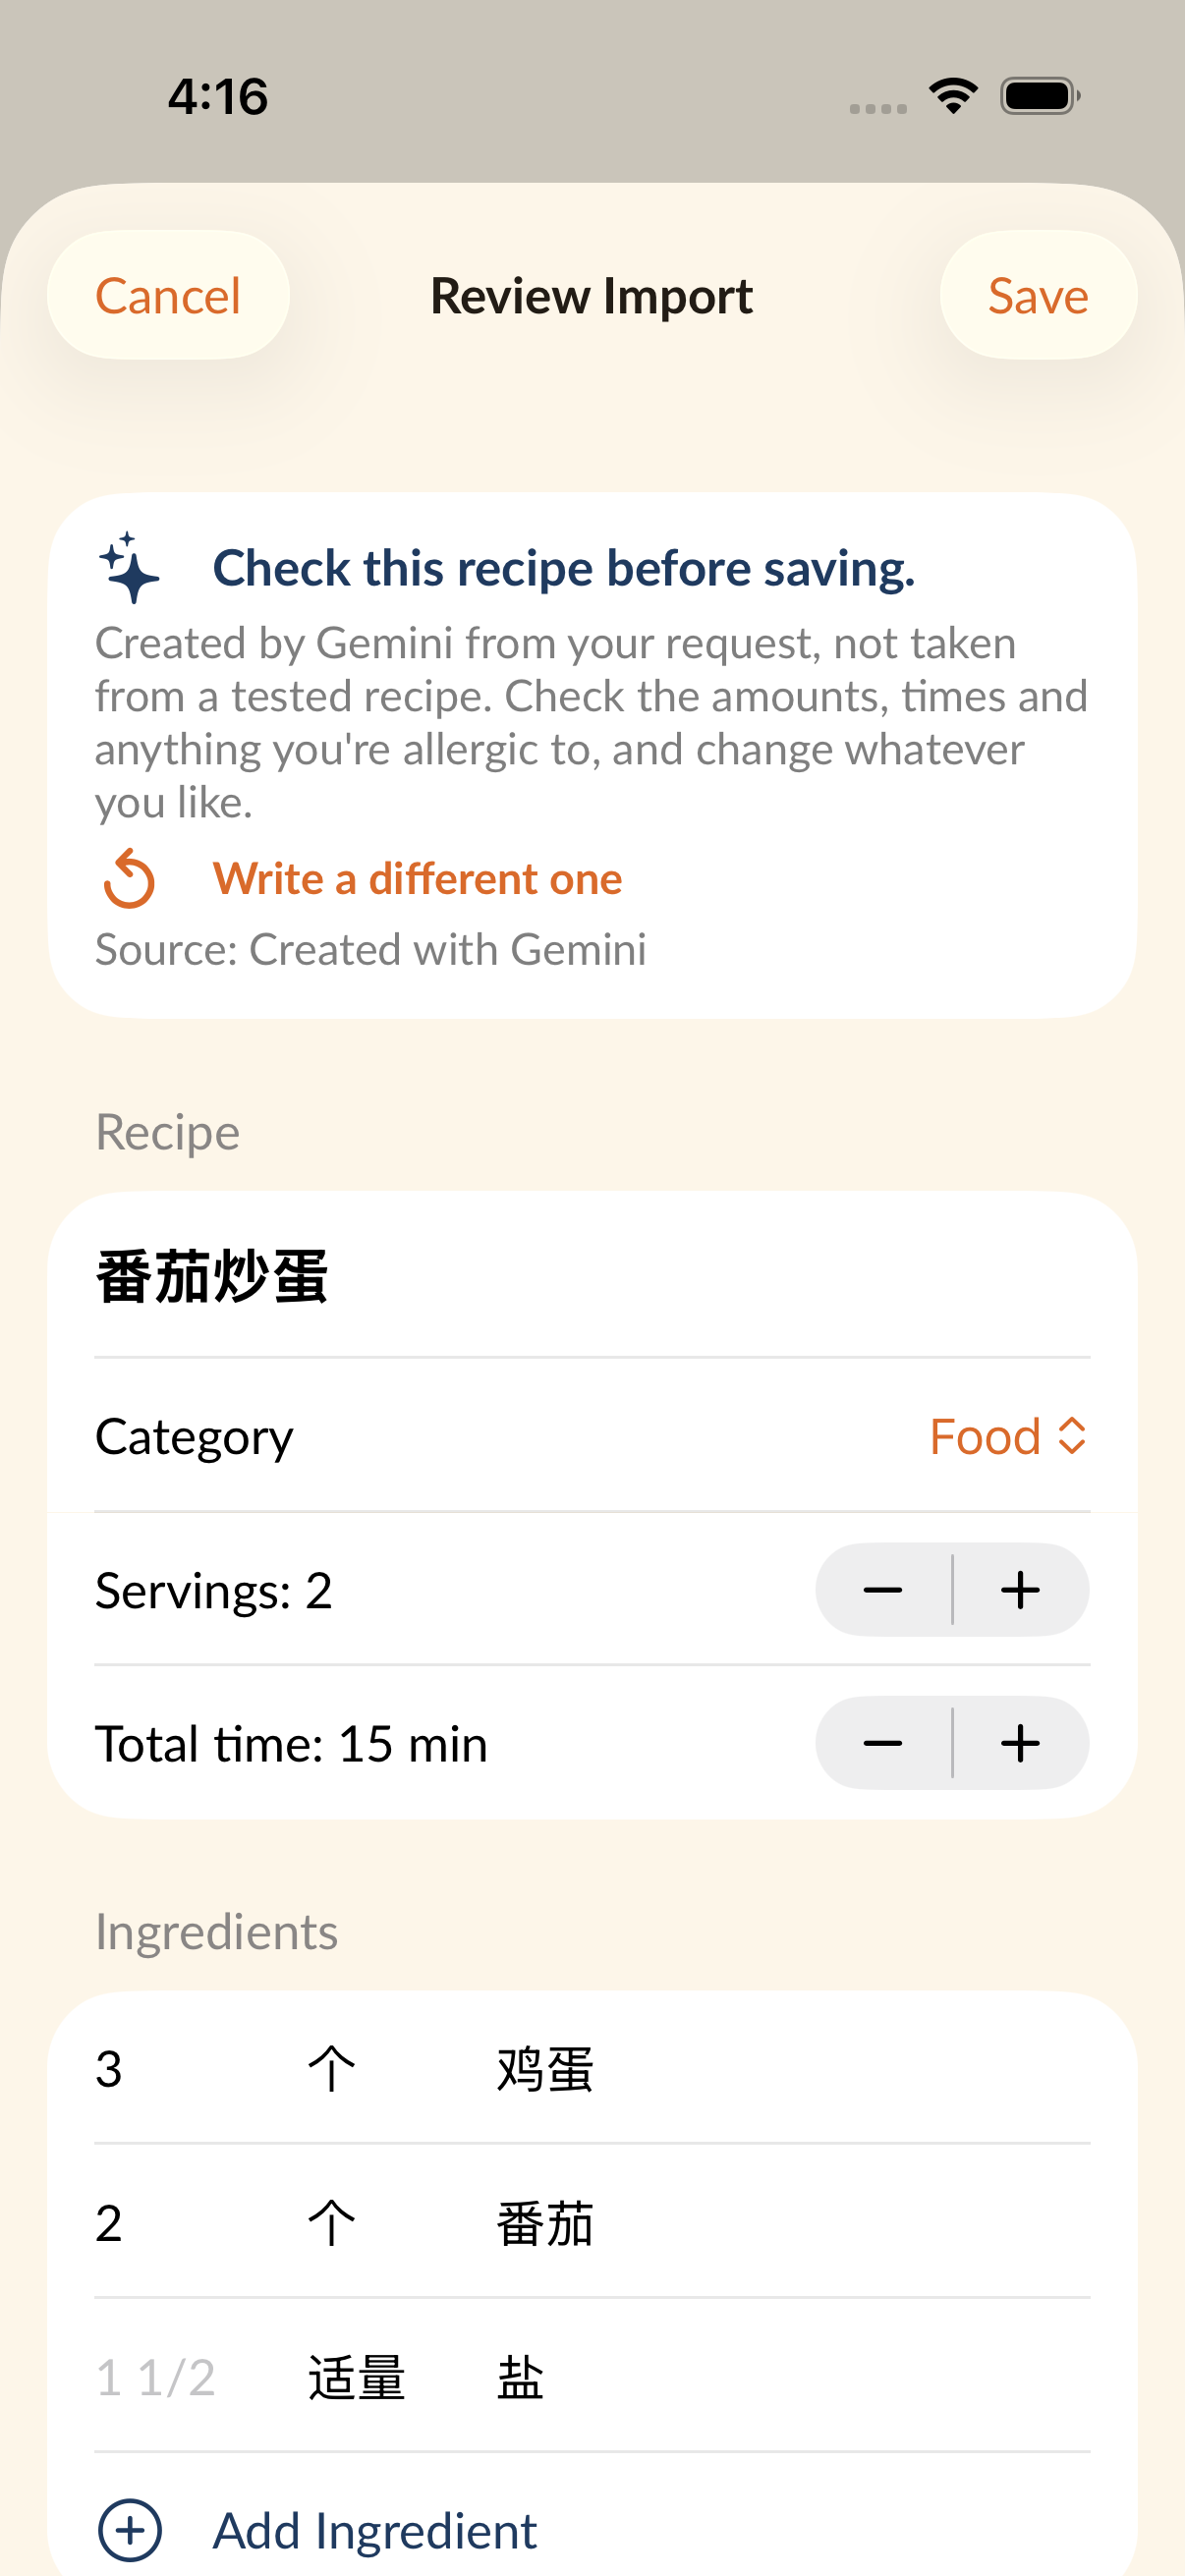 4:16
Cancel
Review Import
Save
Check this recipe before saving.
Created by Gemini from your request, not taken
from a tested recipe. Check the amounts, times and
anything you're allergic to, and change whatever
you like.
Write a different one
Source: Created with Gemini
Recipe
番茄炒蛋
Category Food
Servings: 2
Total time: 15 min
Ingredients
3 个 鸡蛋
2 个 番茄
1 1/2 适量 盐
Add Ingredient